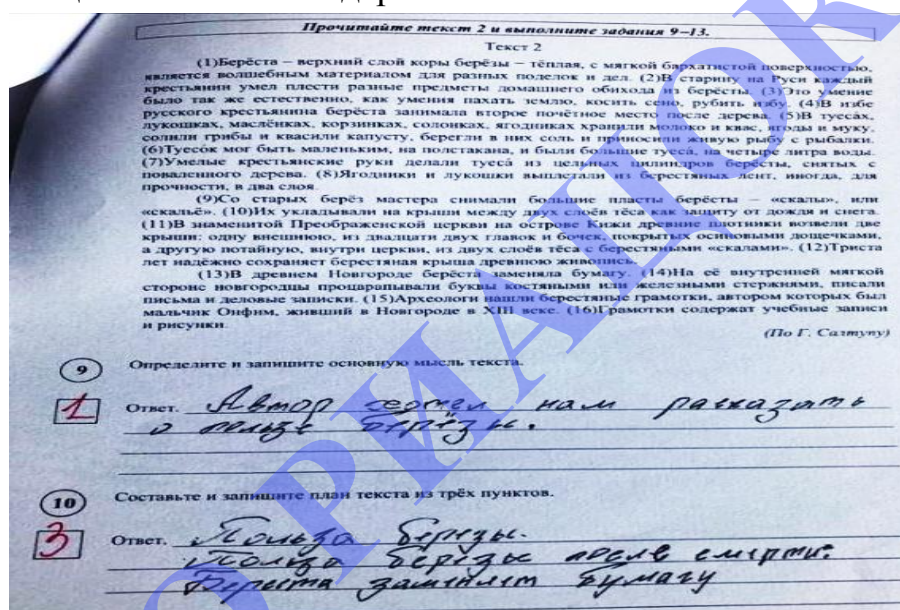 Прочитайте текст 2 и выполните задания 9–13.
Текст 2
(1)Берёста – верхний слой коры берёзы – тёплая, с мягкой бархатистой поверхностью,
является волшебным материалом для разных поделок и дел. (2)В старину на Руси каждый
крестьянин умел плести разные предметы домашнего обихода из берёсты. (3)Это умение
было так же естественно, как умения пахать землю, косить сено, рубить избу. (4)В избе
русского крестьянина берёста занимала второе почётное место после дерева. (5)В туеса́х,
лукошках, маслёнках, корзинках, солонках, ягодниках хранили молоко и квас, ягоды и муку,
солили грибы и квасили капусту, берегли в них соль и приносили живую рыбу с рыбалки.
(6)Туесо́к мог быть маленьким, на полстакана, и были большие туеса́, на четыре литра воды.
(7)Умелые крестьянские руки делали туеса́ из цельных цилиндров берёсты, снятых с
поваленного дерева. (8)Ягодники и лукошки выплетали из берестяных лент, иногда, для
прочности, в два слоя.
(9)Со старых берёз мастера снимали большие пласты берёсты – «скалы», или
«скальё». (10)Их укладывали на крыши между двух слоёв тёса как защиту от дождя и снега.
(11)В знаменитой Преображенской церкви на острове Кижи древние плотники возвели две
крыши: одну внешнюю, из двадцати двух главок и бочек, покрытых осиновыми дощечками,
а другую потайную, внутри церкви, из двух слоёв тёса с берестяными «скалами». (12)Триста
лет надёжно сохраняет берестяная крыша древнюю живопись.
(13)В древнем Новгороде берёста заменяла бумагу. (14)На её внутренней мягкой
стороне новгородцы процарапывали буквы костяными или железными стержнями, писали
письма и деловые записки. (15)Археологи нашли берестяные грамотки, автором которых был
мальчик Онфим, живший в Новгороде в XIII веке. (16)Грамотки содержат учебные записи
и рисунки.
(По Г. Салтупу)
9 Определите и запишите основную мысль текста.
1 Ответ. Автор нам расказать
о пользе берёзы.
10 Составьте и запишите план текста из трёх пунктов.
3 Ответ. Польза берёзы.
Польза берёзы после смерти.
Береста заменяет бумагу